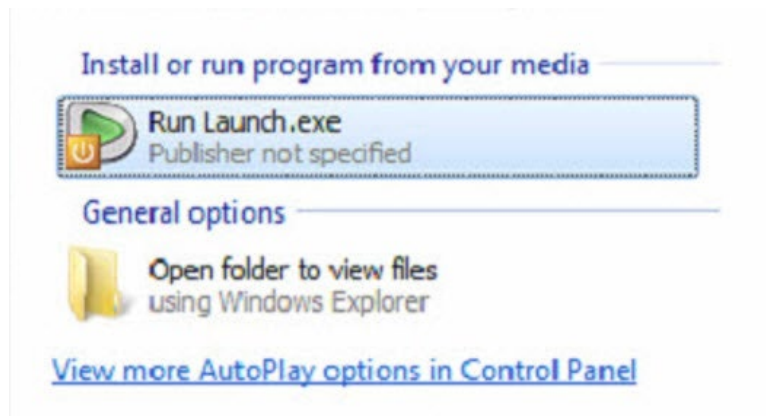 Install or run program from your media
Run Launch.exe
Publisher not specified
General options
Open folder to view files
using Windows Explorer
View more AutoPlay options in Control Panel